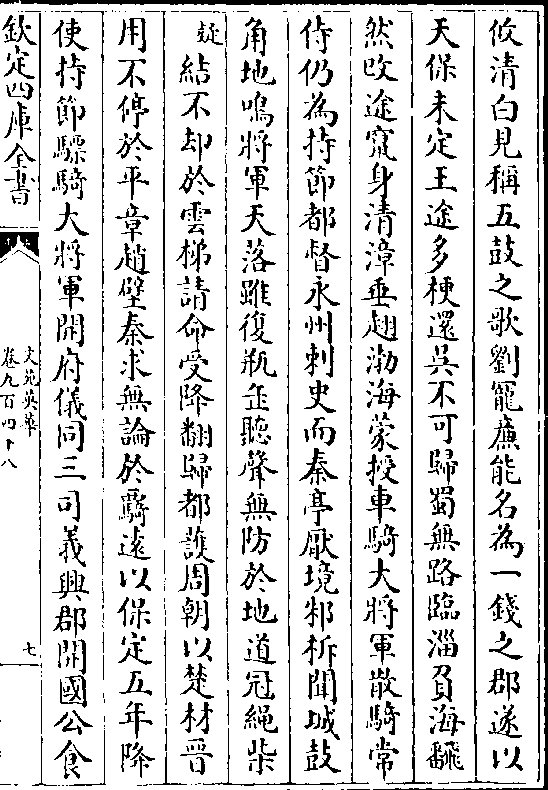 攸清白見稱五鼓之歌劉寵廉能名為一錢之郡遂以
天保未定王途多梗還吳不可歸蜀無路臨淄負海飜
然改途竄身清漳垂翅渤海蒙授車騎大將軍散騎常
侍仍為持節都督永州刺史而秦亭厭境邾柝聞城鼓
角地鳴將軍天落雖復瓶缶聽聲無防於地道冠繩柴
疑結不却於雲梯請命受降翻歸都護周朝以楚材晉
用不停於平章趙璧秦求無論於驕遠以保定五年降
使持節驃騎大將軍開府儀同三司義興郡開國公食
欽定四庫全書
文苑英華
卷九百四十八
七